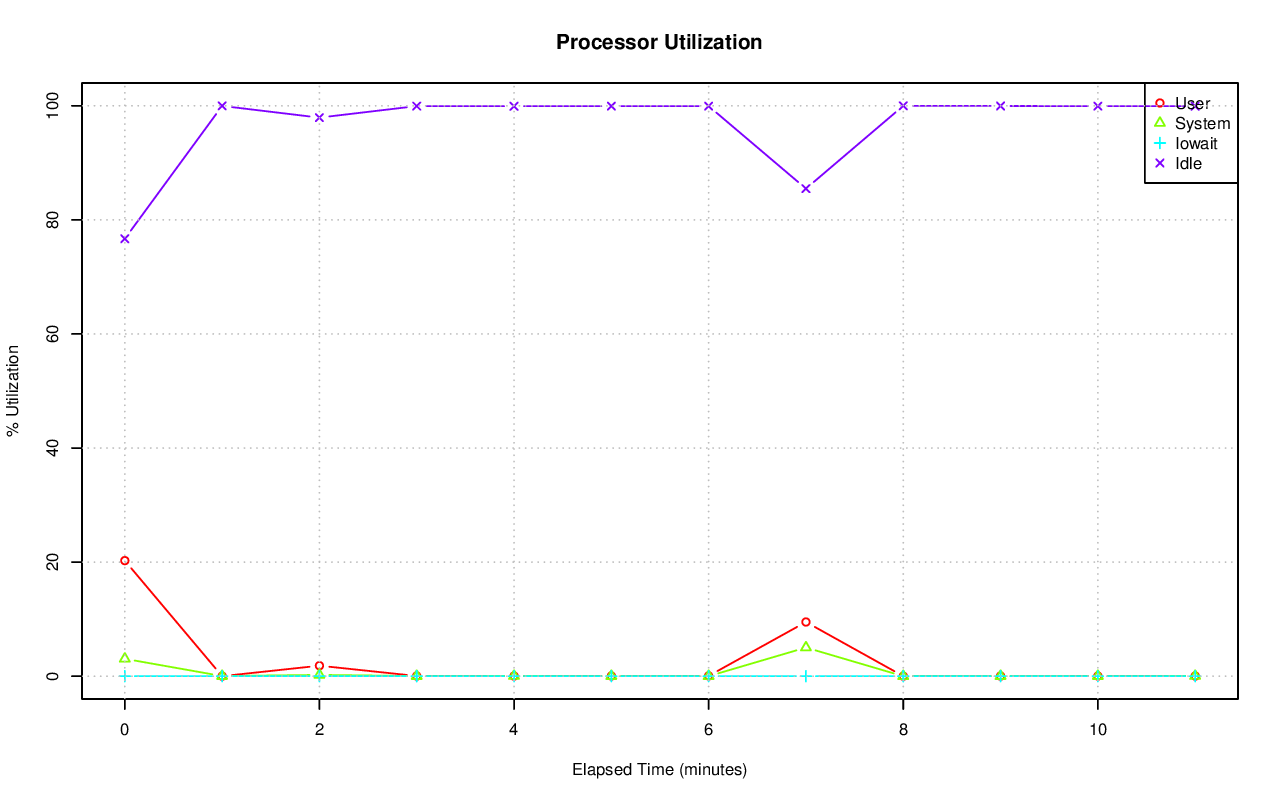 Processor Utilization
100
80
60
40
20
0
% Utilization
User
System
Iowait
Idle
0 2 4 6 8 10
Elapsed Time (minutes)